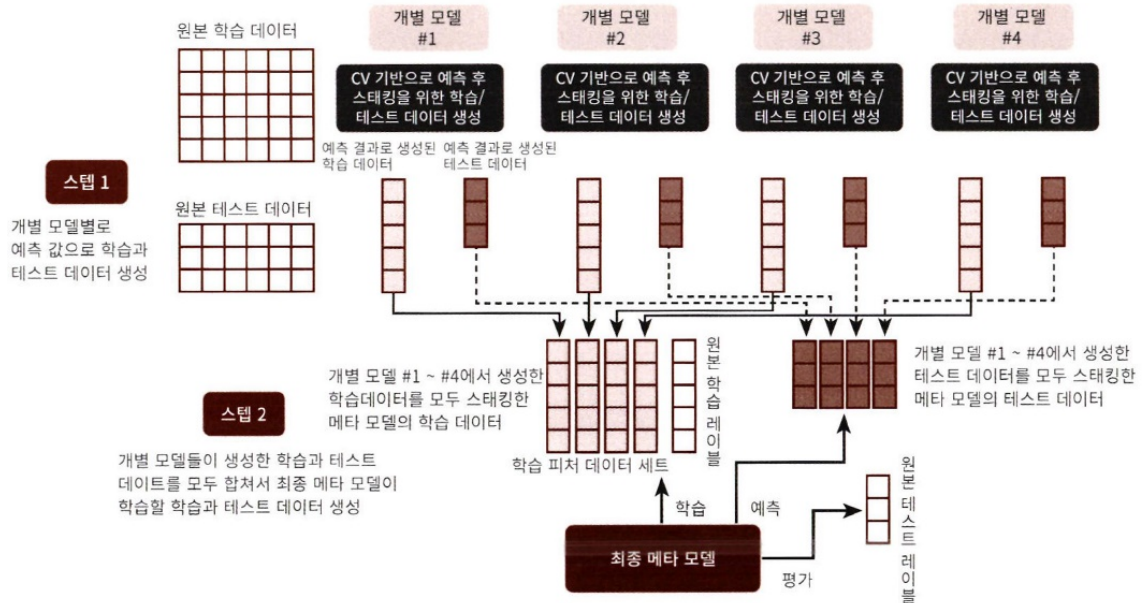 원본 학습 데이터
개별 모델
#1
개별 모델
#2
개별 모델
#3
개별 모델
#4
CV 기반으로 예측 후
스태킹을 위한 학습/
테스트 데이터 생성
CV 기반으로 예측 후
스태킹을 위한 학습/
테스트 데이터 생성
CV 기반으로 예측 후
스태킹을 위한 학습/
테스트 데이터 생성
CV 기반으로 예측 후
스태킹을 위한 학습/
테스트 데이터 생성
예측 결과로 생성된
학습 데이터
예측 결과로 생성된
테스트 데이터
스텝 1
개별 모델별로
예측 값으로 학습과
테스트 데이터 생성
원본 테스트 데이터
개별 모델 #1 ~ #4에서 생성한
학습데이터를 모두 스태킹한
메타 모델의 학습 데이터
원본 학습 레이블
개별 모델 #1 ~ #4에서 생성한
테스트 데이터를 모두 스태킹한
메타 모델의 테스트 데이터
스텝 2
개별 모델들이 생성한 학습과 테스트
데이트를 모두 합쳐서 최종 메타 모델이
학습할 학습과 테스트 데이터 생성
학습 피처 데이터 세트
학습
예측
원본 테스트 레이블
최종 메타 모델
평가